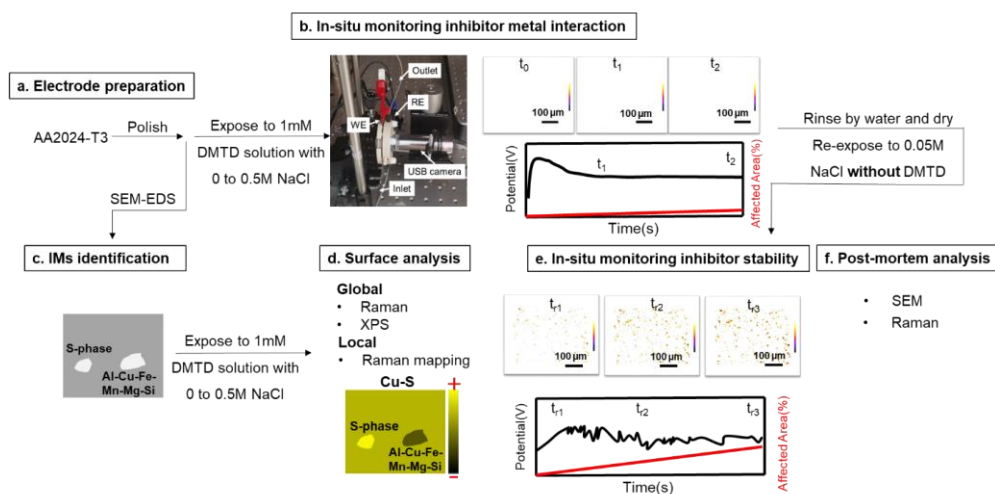 b. In-situ monitoring inhibitor metal interaction
a. Electrode preparation
AA2024-T3
Polish
Expose to 1mM
DMTD solution with
0 to 0.5M NaCl
SEM-EDS
Outlet
RE
WE
USB camera
Inlet
t0
t1
t2
100 µm
100 µm
100 µm
Potential(V)
t1
t2
Affected Area(%)
Time(s)
Rinse by water and dry
Re-expose to 0.05M
NaCl without DMTD
c. IMs identification
S-phase
Al-Cu-Fe-
Mn-Mg-Si
Expose to 1mM
DMTD solution with
0 to 0.5M NaCl
d. Surface analysis
Global
• Raman
• XPS
Local
• Raman mapping
Cu-S
+
S-phase
Al-Cu-Fe-
Mn-Mg-Si
–
e. In-situ monitoring inhibitor stability
tr1
tr2
tr3
100 µm
100 µm
100 µm
Potential(V)
tr1
tr2
tr3
Affected Area(%)
Time(s)
f. Post-mortem analysis
• SEM
• Raman